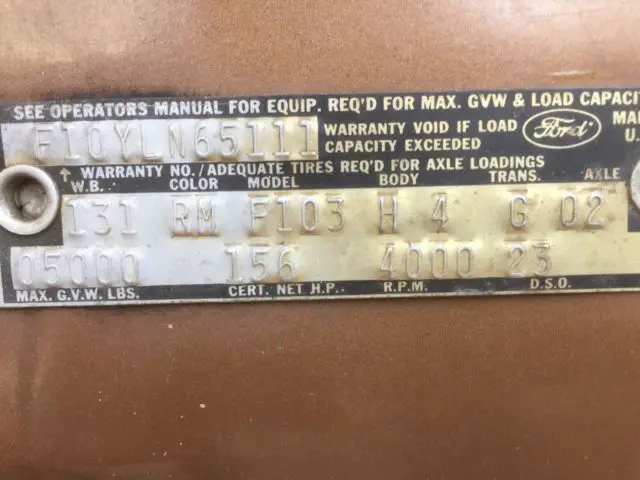 SEE OPERATORS MANUAL FOR EQUIP. REQ'D FOR MAX. GVW & LOAD CAPACI
F10YLN65111 WARRANTY VOID IF LOAD Ford MA
CAPACITY EXCEEDED U.
↑ WARRANTY NO./ADEQUATE TIRES REQ'D FOR AXLE LOADINGS
W.B. COLOR MODEL BODY TRANS. AXLE
131 RM F103 H 4 G 02
05000 156 4000 23
MAX. G.V.W. LBS. CERT. NET H.P. R.P.M. D.S.O.